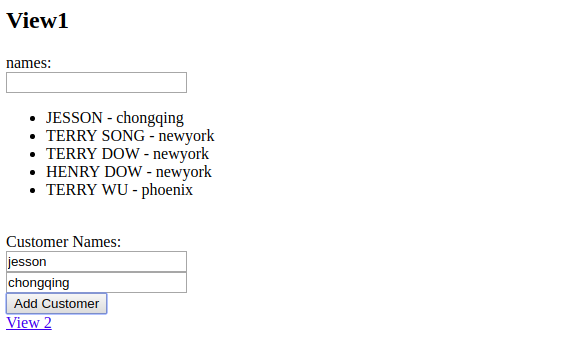 View1
names:
JESSON - chongqing
TERRY SONG - newyork
TERRY DOW - newyork
HENRY DOW - newyork
TERRY WU - phoenix
Customer Names:
jesson
chongqing
Add Customer
View 2